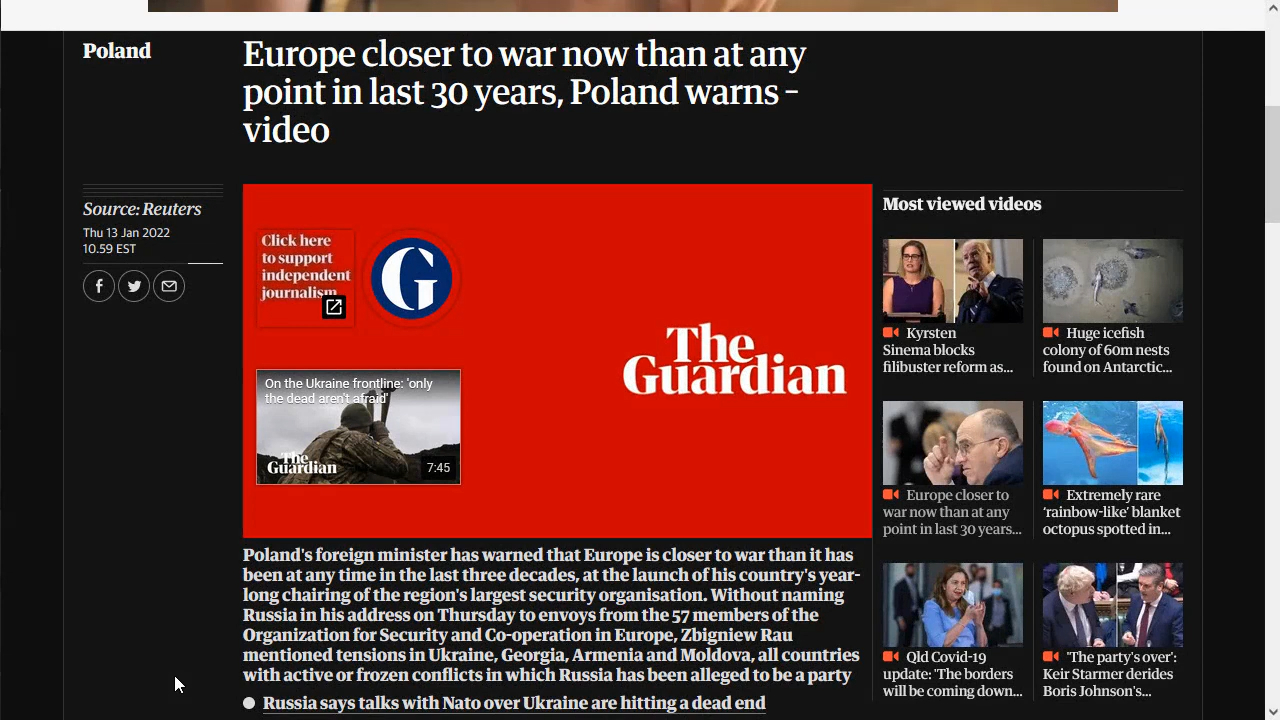 Poland
Europe closer to war now than at any
point in last 30 years, Poland warns –
video
Source: Reuters
Thu 13 Jan 2022
10.59 EST
Click here
to support
independent
journalism
G
The
Guardian
On the Ukraine frontline: 'only
the dead aren't afraid'
The
Guardian
7:45
Poland's foreign minister has warned that Europe is closer to war than it has
been at any time in the last three decades, at the launch of his country's year-
long chairing of the region's largest security organisation. Without naming
Russia in his address on Thursday to envoys from the 57 members of the
Organization for Security and Co-operation in Europe, Zbigniew Rau
mentioned tensions in Ukraine, Georgia, Armenia and Moldova, all countries
with active or frozen conflicts in which Russia has been alleged to be a party
Russia says talks with Nato over Ukraine are hitting a dead end
Most viewed videos
Kyrsten
Sinema blocks
filibuster reform as...
Huge icefish
colony of 60m nests
found on Antarctic...
Europe closer to
war now than at any
point in last 30 years...
Extremely rare
‘rainbow-like’ blanket
octopus spotted in...
Qld Covid-19
update: 'The borders
will be coming down...
'The party's over':
Keir Starmer derides
Boris Johnson's...